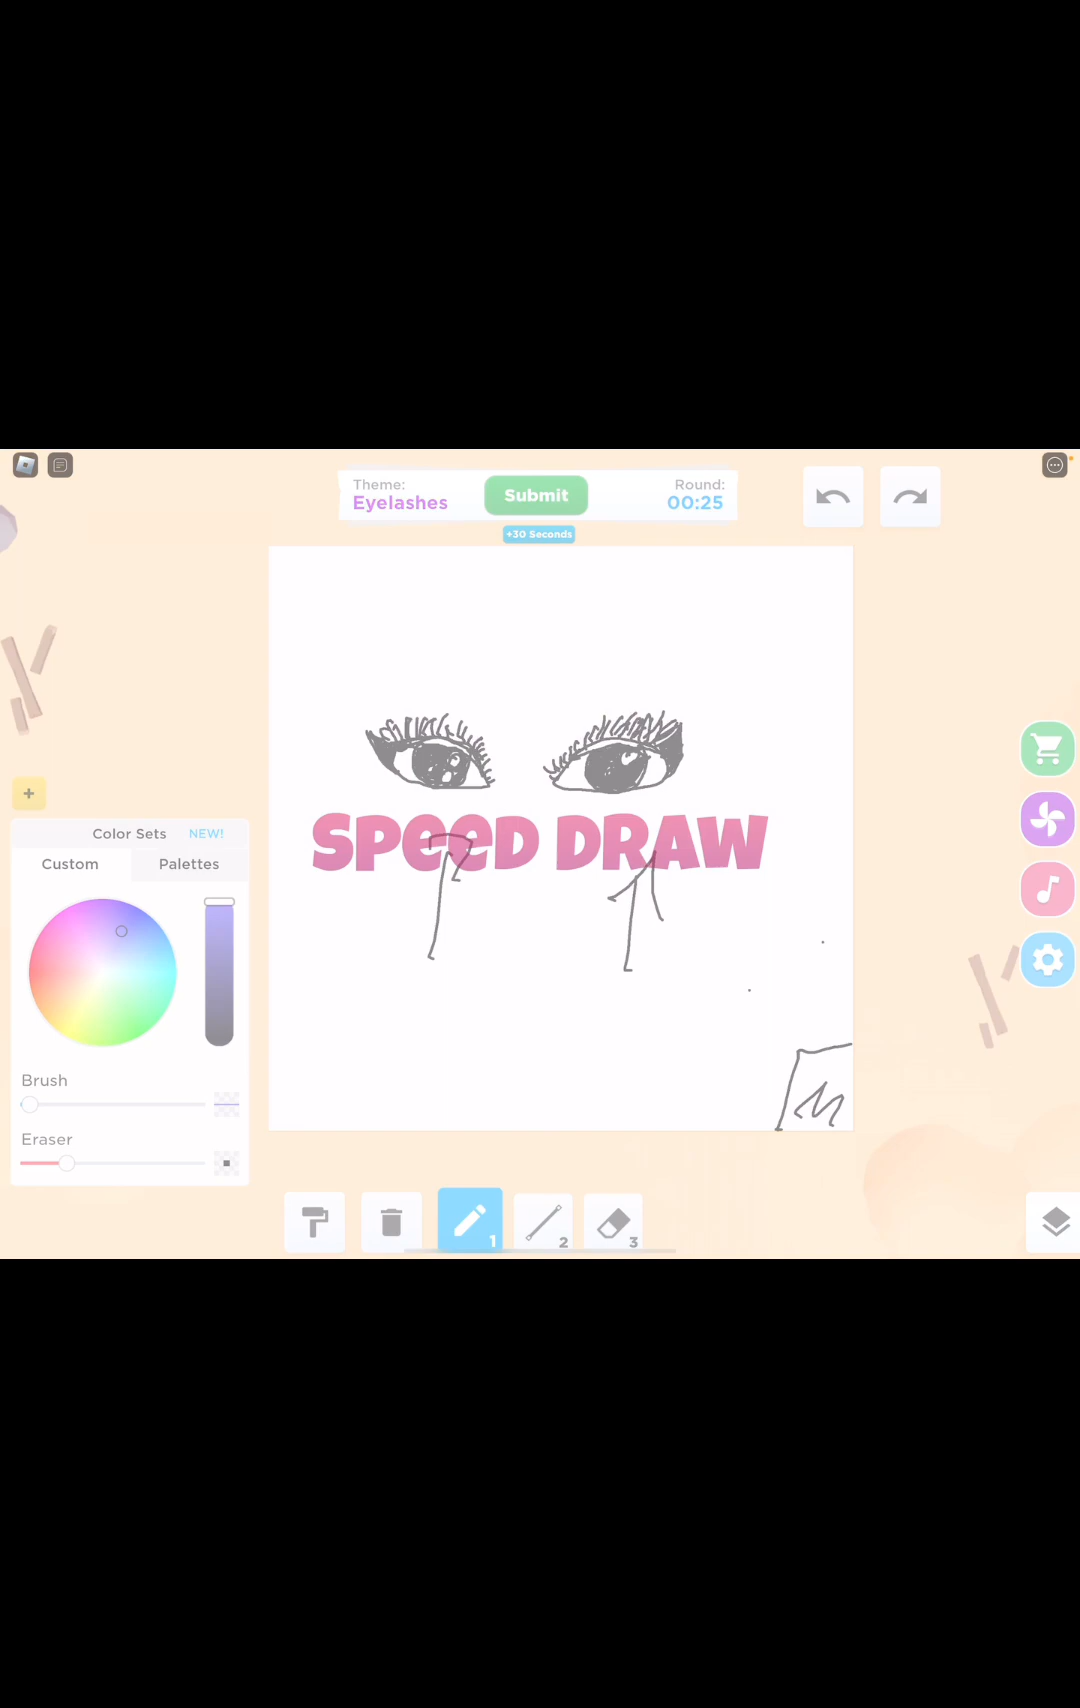 Theme:
Eyelashes
Submit
Round:
00:25
+30 Seconds
SPEED DRAW
+
Color Sets NEW!
Custom Palettes
Brush
Eraser
1
2
3
M